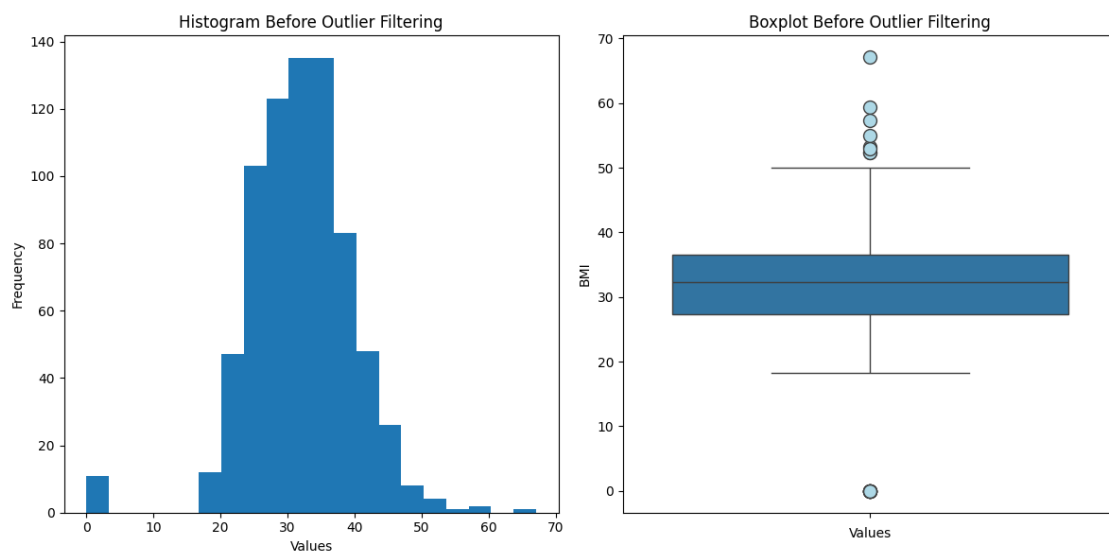 Histogram Before Outlier Filtering
140
120
100
80
60
40
20
0
Frequency
0 10 20 30 40 50 60 70
Values
Boxplot Before Outlier Filtering
70
60
50
40
30
20
10
0
BMI
Values